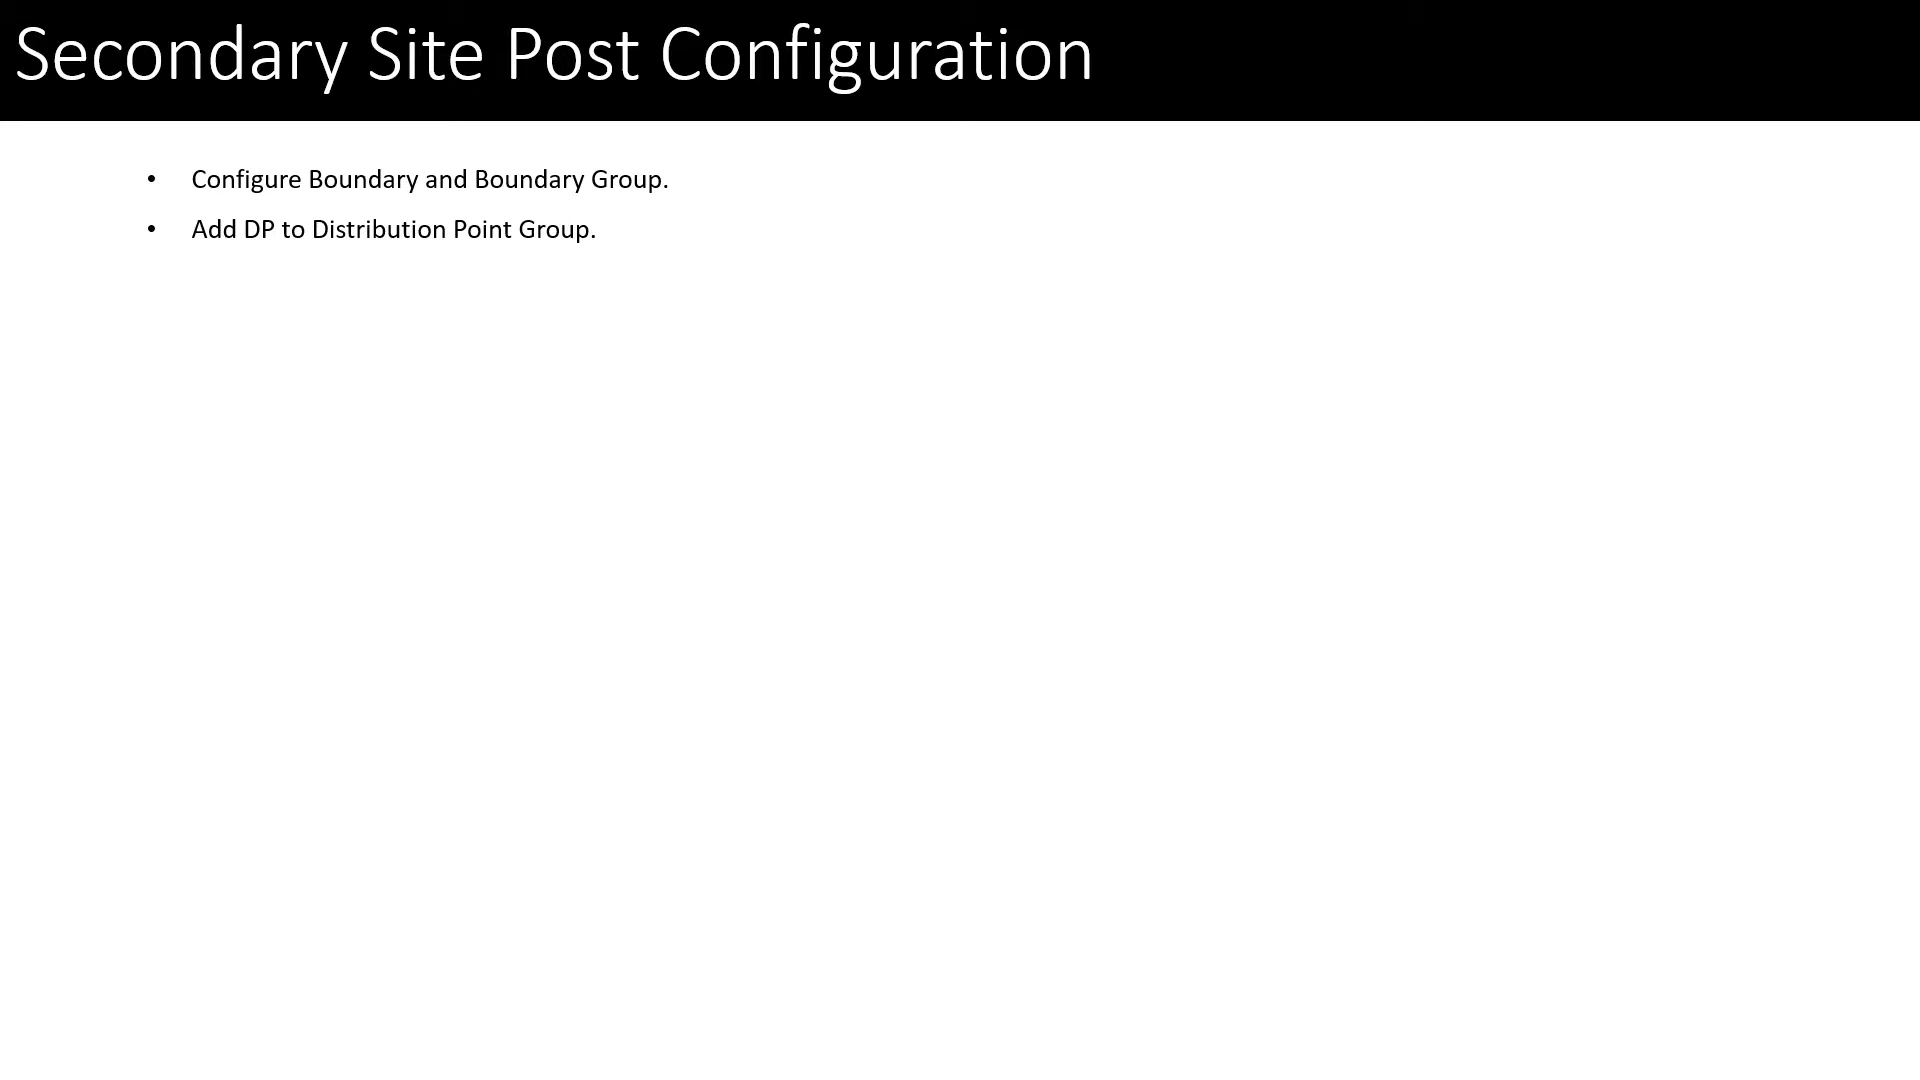 Secondary Site Post Configuration
• Configure Boundary and Boundary Group.
• Add DP to Distribution Point Group.